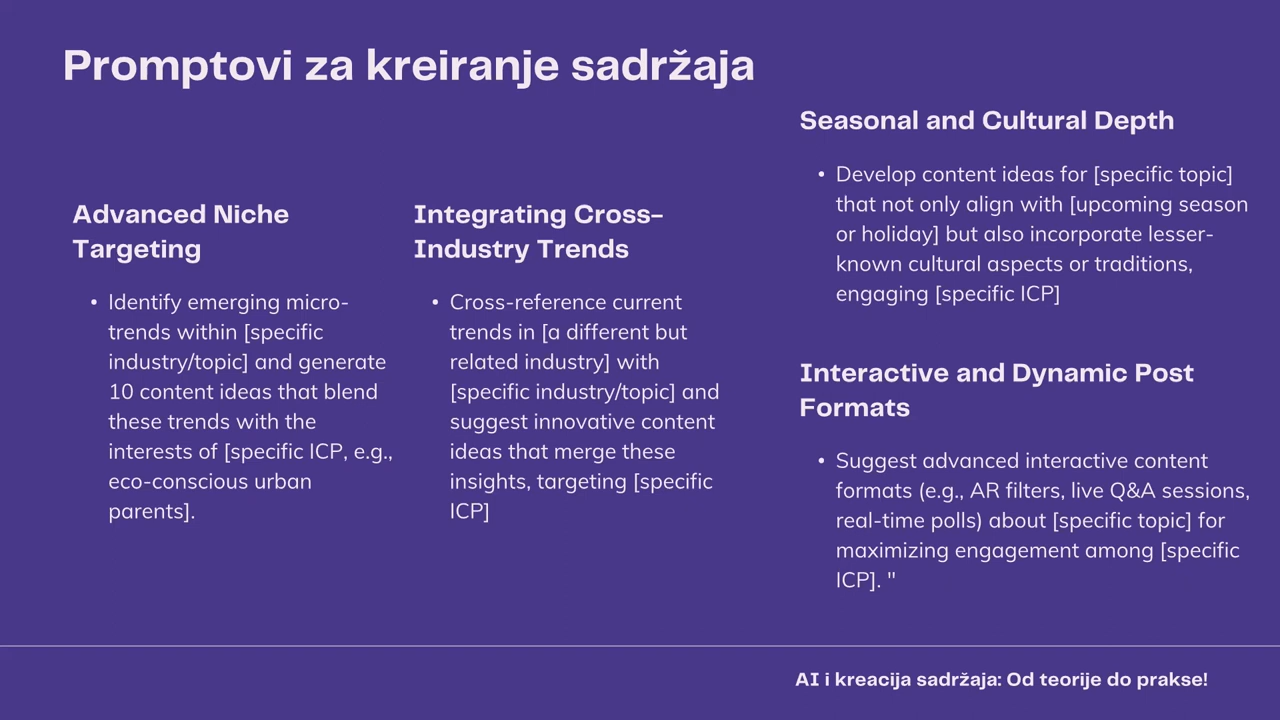 Promptovi za kreiranje sadržaja
Advanced Niche
Targeting
• Identify emerging micro-
trends within [specific
industry/topic] and generate
10 content ideas that blend
these trends with the
interests of [specific ICP, e.g.,
eco-conscious urban
parents].
Integrating Cross-
Industry Trends
• Cross-reference current
trends in [a different but
related industry] with
[specific industry/topic] and
suggest innovative content
ideas that merge these
insights, targeting [specific
ICP]
Seasonal and Cultural Depth
• Develop content ideas for [specific topic]
that not only align with [upcoming season
or holiday] but also incorporate lesser-
known cultural aspects or traditions,
engaging [specific ICP]
Interactive and Dynamic Post
Formats
• Suggest advanced interactive content
formats (e.g., AR filters, live Q&A sessions,
real-time polls) about [specific topic] for
maximizing engagement among [specific
ICP]. "
AI i kreacija sadržaja: Od teorije do prakse!